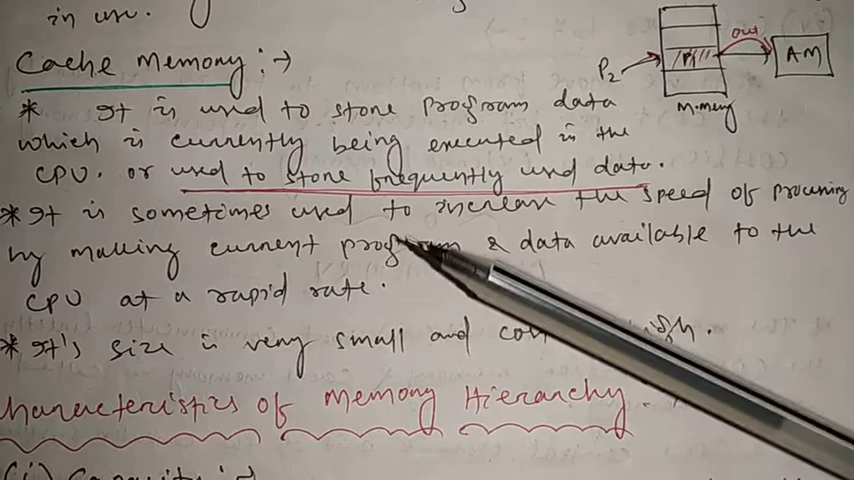 in use.
out
AM
P2
M.memy
Cache Memory :→
* It is used to store program data
which is currently being executed in the
CPU. or used to store frequently used data.
* It is sometimes used to increase the speed of processing
by making current program & data available to the
CPU at a rapid rate.
* It's size is very small and
haracteristics of Memory Hierarchy.
(i) Capacity :→